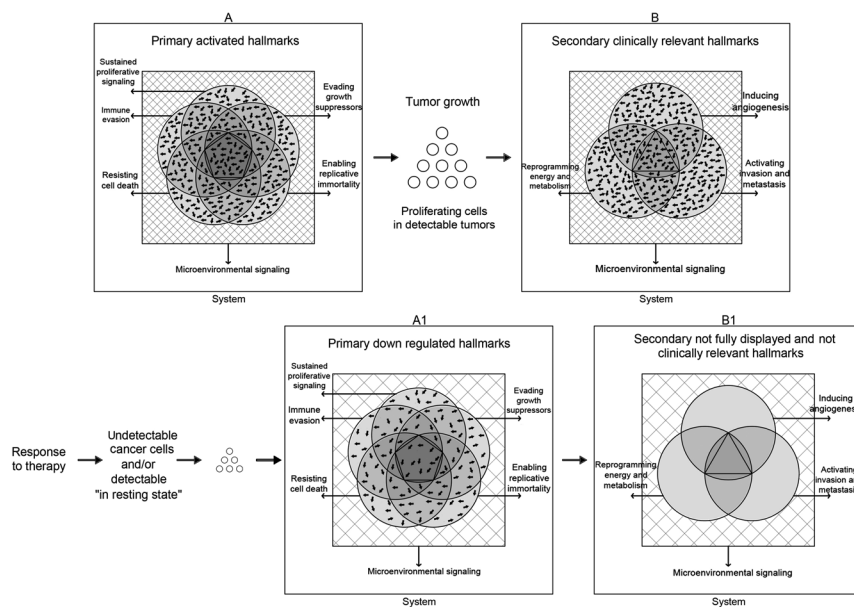 A
Primary activated hallmarks
Sustained
proliferative
signaling
Evading
growth
suppressors
Immune
evasion
Resisting
cell death
Enabling
replicative
immortality
Microenvironmental signaling
System
Tumor growth
Proliferating cells
in detectable tumors
B
Secondary clinically relevant hallmarks
Inducing
angiogenesis
Reprogramming
energy and
metabolism
Activating
invasion and
metastasis
Microenvironmental signaling
System
Response
to therapy
Undetectable
cancer cells
and/or
detectable
"in resting state"
A1
Primary down regulated hallmarks
Sustained
proliferative
signaling
Immune
evasion
Evading
growth
suppressors
Resisting
cell death
Enabling
replicative
immortality
Microenvironmental signaling
System
B1
Secondary not fully displayed and not
clinically relevant hallmarks
Inducing
angiogenes
Reprogramming
energy and
metabolism
Activating
invasion a
metastasis
Microenvironmental signaling
System